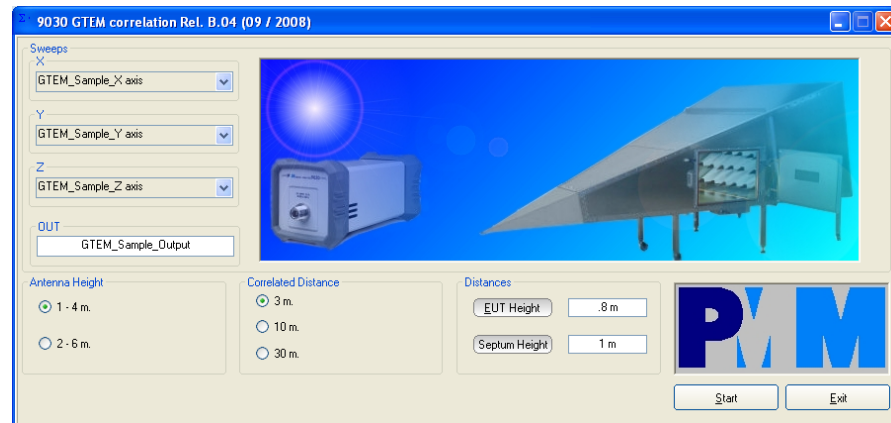 9030 GTEM correlation Rel. B.04 (09 / 2008)
Sweeps
X
GTEM_Sample_X axis
Y
GTEM_Sample_Y axis
Z
GTEM_Sample_Z axis
OUT
GTEM_Sample_Output
Antenna Height
1 - 4 m.
2 - 6 m.
Correlated Distance
3 m.
10 m.
30 m.
Distances
EUT Height
.8 m
Septum Height
1 m
PMM
Start
Exit